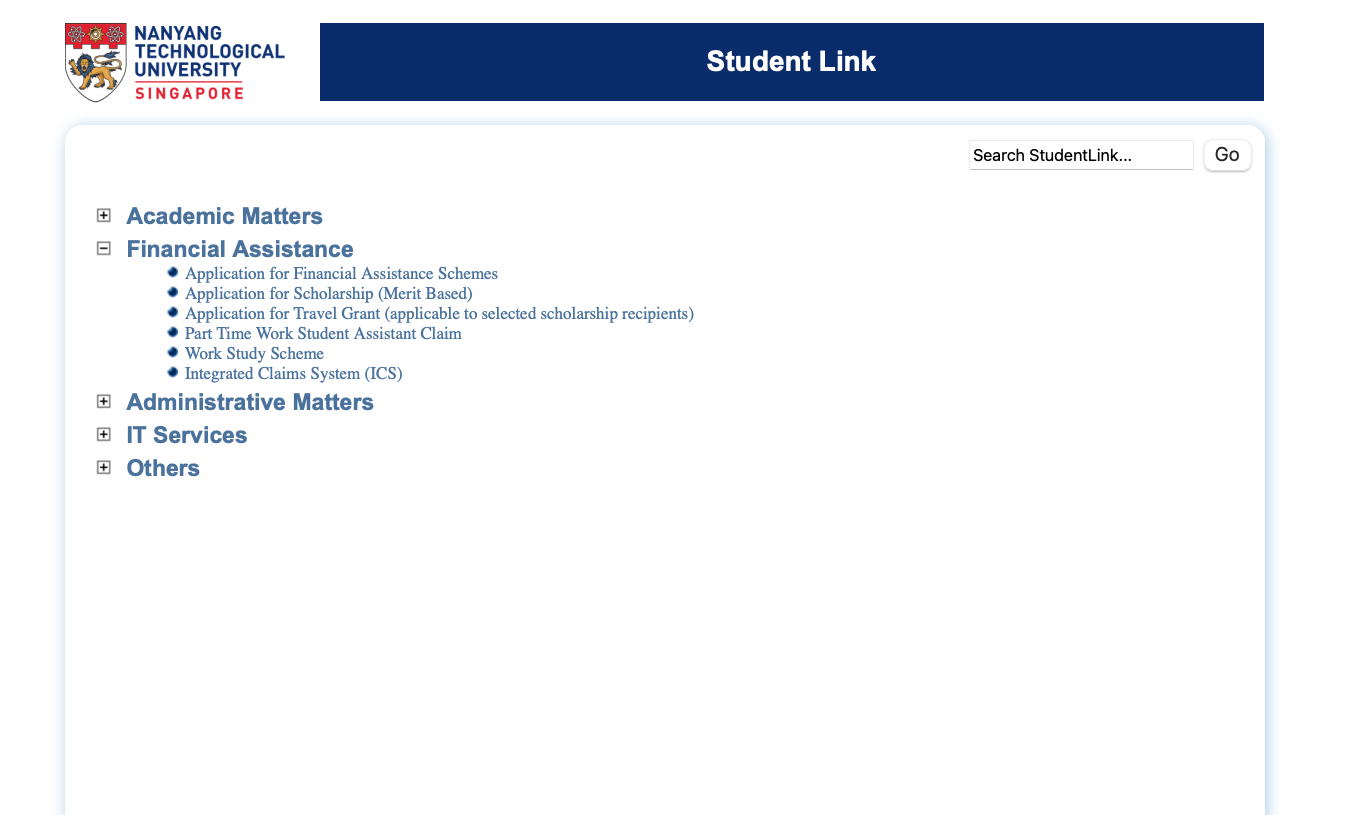 NANYANG
TECHNOLOGICAL
UNIVERSITY
SINGAPORE
Student Link
Search StudentLink...
Go
Academic Matters
Financial Assistance
Application for Financial Assistance Schemes
Application for Scholarship (Merit Based)
Application for Travel Grant (applicable to selected scholarship recipients)
Part Time Work Student Assistant Claim
Work Study Scheme
Integrated Claims System (ICS)
Administrative Matters
IT Services
Others